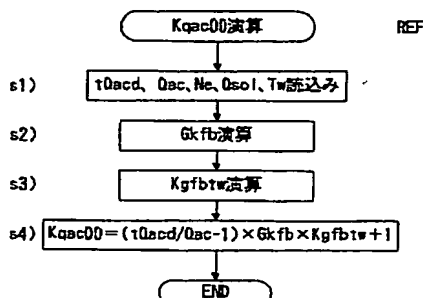 Kqac00演算
REF
s1) tQacd、Qac、Ne、Qsol、Tw読込み
s2) Gkfb演算
s3) Kgfbtw演算
s4) Kqac00=(tQacd/Qac-1)×Gkfb×Kgfbtw+1
END